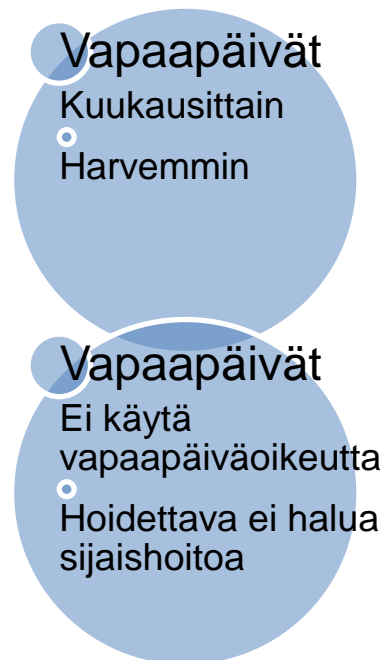 Vapaapäivät
Kuukausittain
Harvemmin
Vapaapäivät
Ei käytä
vapaapäiväoikeutta
Hoidettava ei halua
sijaishoitoa